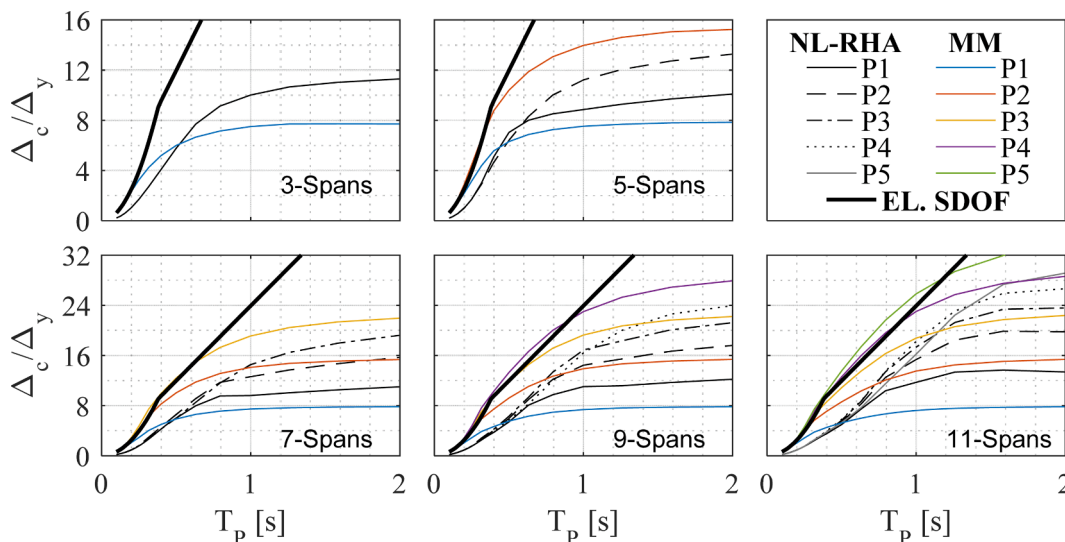 16
12
8
4
0
Δc/Δy
3-Spans
5-Spans
NL-RHA MM
P1 P1
P2 P2
P3 P3
P4 P4
P5 P5
EL. SDOF
32
24
16
8
0
Δc/Δy
7-Spans
9-Spans
11-Spans
0 1 2
0 1 2
0 1 2
TP [s]
TP [s]
TP [s]